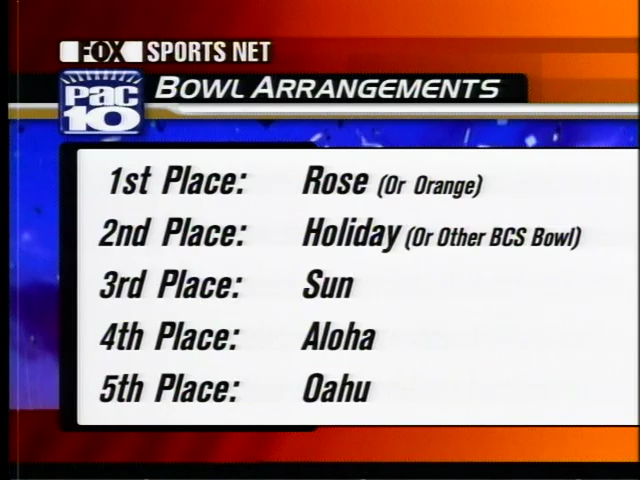 FOX SPORTS NET
PAC 10
BOWL ARRANGEMENTS
1st Place: Rose (Or Orange)
2nd Place: Holiday (Or Other BCS Bowl)
3rd Place: Sun
4th Place: Aloha
5th Place: Oahu